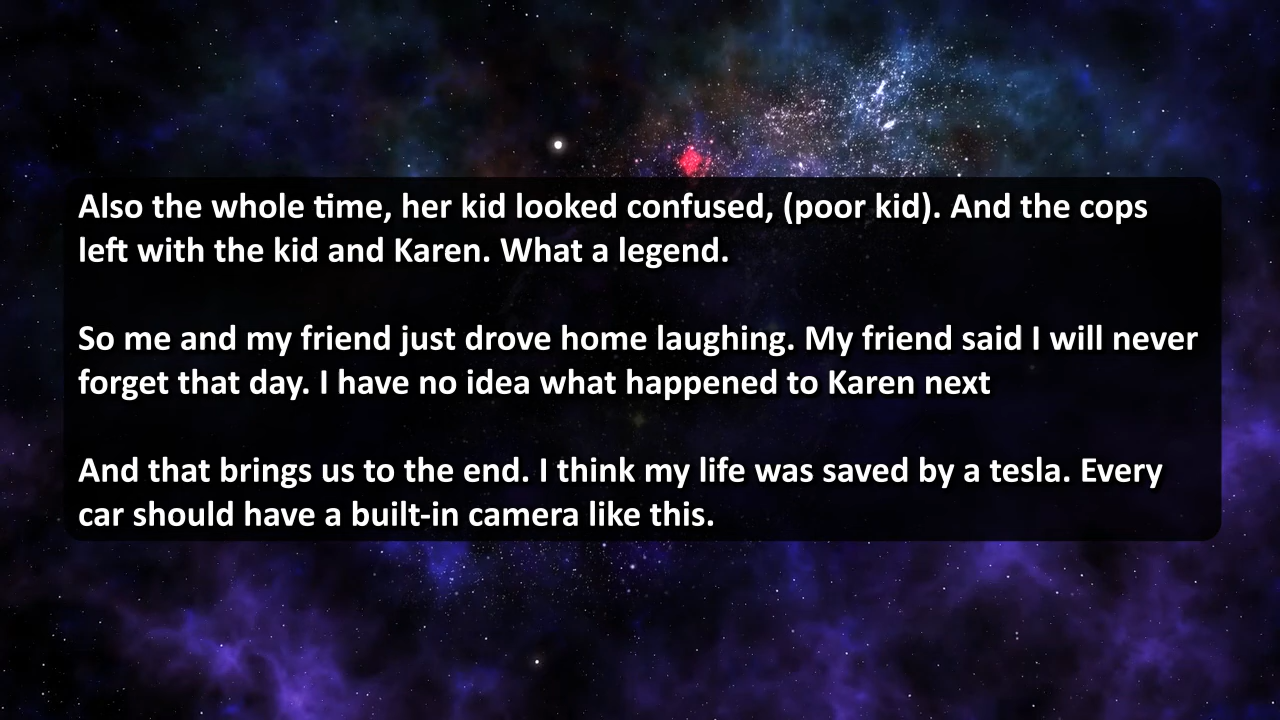 Also the whole time, her kid looked confused, (poor kid). And the cops
left with the kid and Karen. What a legend.
So me and my friend just drove home laughing. My friend said I will never
forget that day. I have no idea what happened to Karen next
And that brings us to the end. I think my life was saved by a tesla. Every
car should have a built-in camera like this.